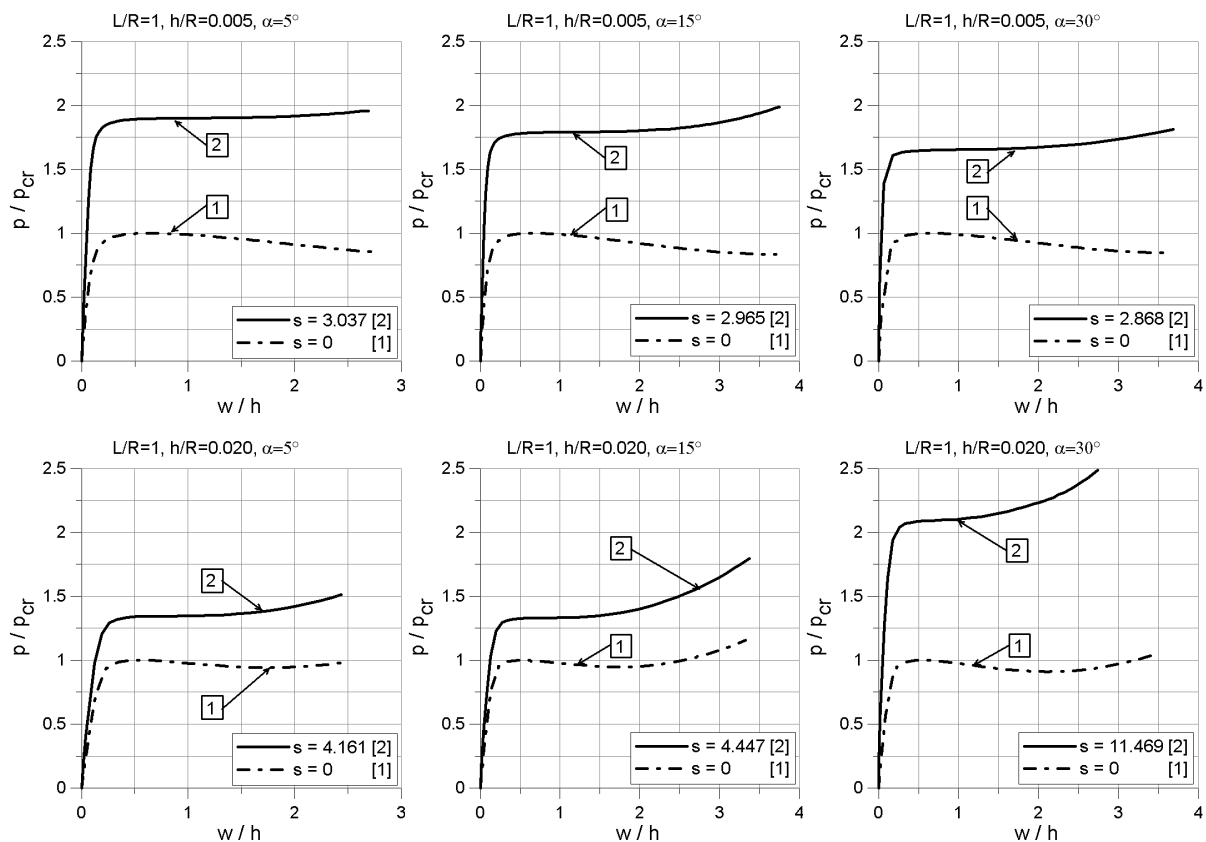 L/R=1, h/R=0.005, α=5°
2.5
2
1.5
1
0.5
0
p / pcr
2
1
s = 3.037 [2]
s = 0 [1]
0 1 2 3
w / h
L/R=1, h/R=0.005, α=15°
2.5
2
1.5
1
0.5
0
p / pcr
2
1
s = 2.965 [2]
s = 0 [1]
0 1 2 3 4
w / h
L/R=1, h/R=0.005, α=30°
2.5
2
1.5
1
0.5
0
p / pcr
2
1
s = 2.868 [2]
s = 0 [1]
0 1 2 3 4
w / h
L/R=1, h/R=0.020, α=5°
2.5
2
1.5
1
0.5
0
p / pcr
2
1
s = 4.161 [2]
s = 0 [1]
0 1 2 3
w / h
L/R=1, h/R=0.020, α=15°
2.5
2
1.5
1
0.5
0
p / pcr
2
1
s = 4.447 [2]
s = 0 [1]
0 1 2 3 4
w / h
L/R=1, h/R=0.020, α=30°
2.5
2
1.5
1
0.5
0
p / pcr
2
1
s = 11.469 [2]
s = 0 [1]
0 1 2 3 4
w / h